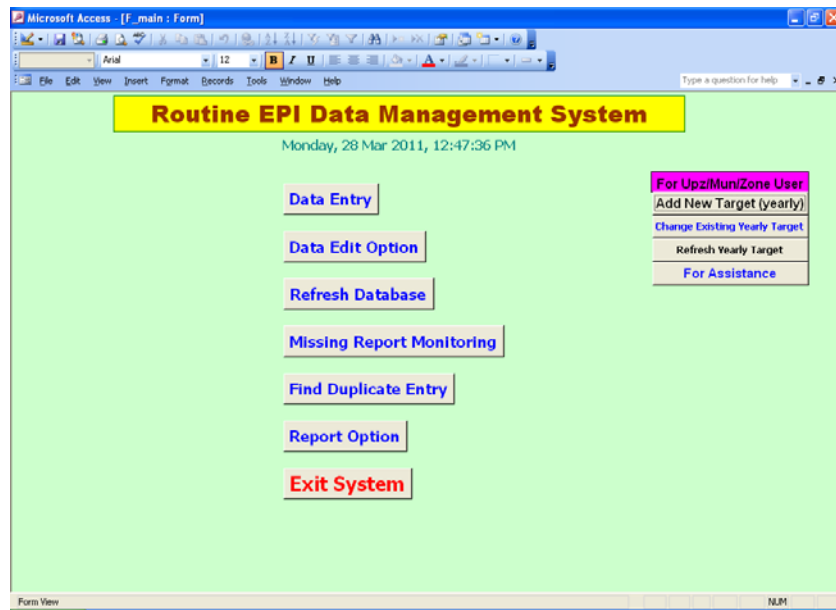 Microsoft Access - [F_main : Form]
Arial 12 B I U A
File Edit View Insert Format Records Tools Window Help Type a question for help
Routine EPI Data Management System
Monday, 28 Mar 2011, 12:47:36 PM
Data Entry
Data Edit Option
Refresh Database
Missing Report Monitoring
Find Duplicate Entry
Report Option
Exit System
For Upz/Mun/Zone User
Add New Target (yearly)
Change Existing Yearly Target
Refresh Yearly Target
For Assistance
Form View NUM